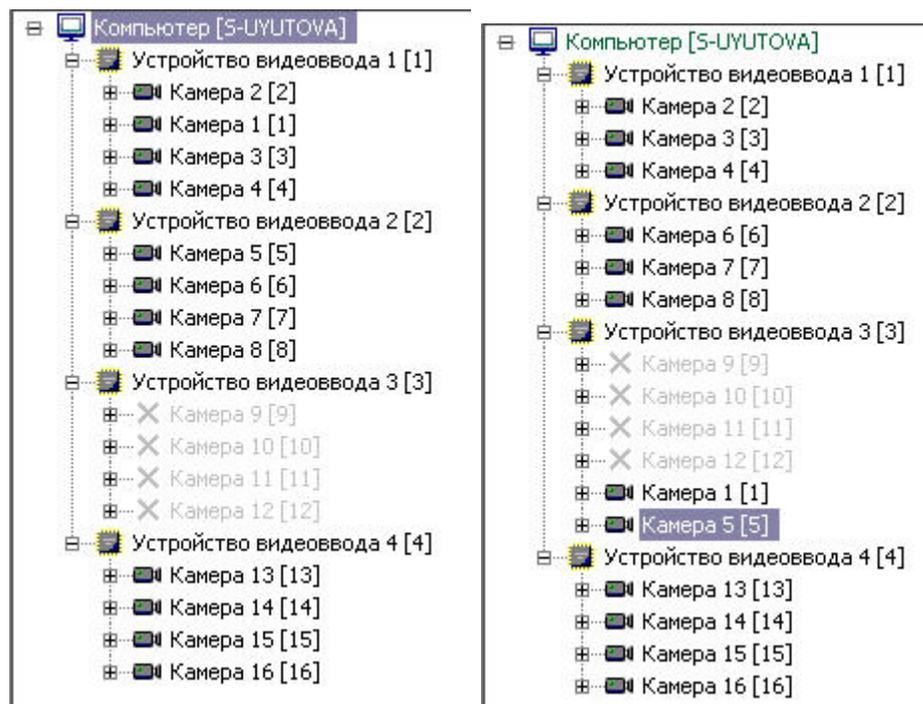 Компьютер [S-UYUTOVA]
Устройство видеоввода 1 [1]
Камера 2 [2]
Камера 1 [1]
Камера 3 [3]
Камера 4 [4]
Устройство видеоввода 2 [2]
Камера 5 [5]
Камера 6 [6]
Камера 7 [7]
Камера 8 [8]
Устройство видеоввода 3 [3]
Камера 9 [9]
Камера 10 [10]
Камера 11 [11]
Камера 12 [12]
Устройство видеоввода 4 [4]
Камера 13 [13]
Камера 14 [14]
Камера 15 [15]
Камера 16 [16]
Компьютер [S-UYUTOVA]
Устройство видеоввода 1 [1]
Камера 2 [2]
Камера 3 [3]
Камера 4 [4]
Устройство видеоввода 2 [2]
Камера 6 [6]
Камера 7 [7]
Камера 8 [8]
Устройство видеоввода 3 [3]
Камера 9 [9]
Камера 10 [10]
Камера 11 [11]
Камера 12 [12]
Камера 1 [1]
Камера 5 [5]
Устройство видеоввода 4 [4]
Камера 13 [13]
Камера 14 [14]
Камера 15 [15]
Камера 16 [16]